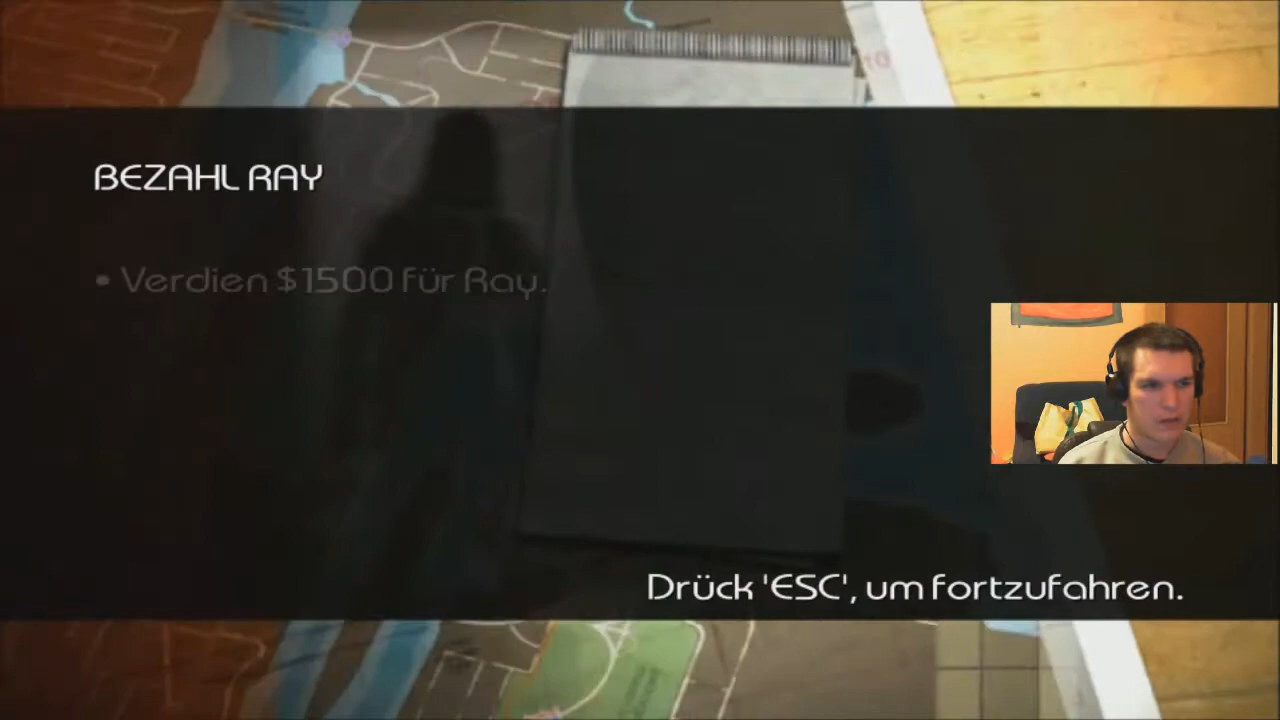 BEZAHL RAY
• Verdien $1500 für Ray.
Drück 'ESC', um fortzufahren.